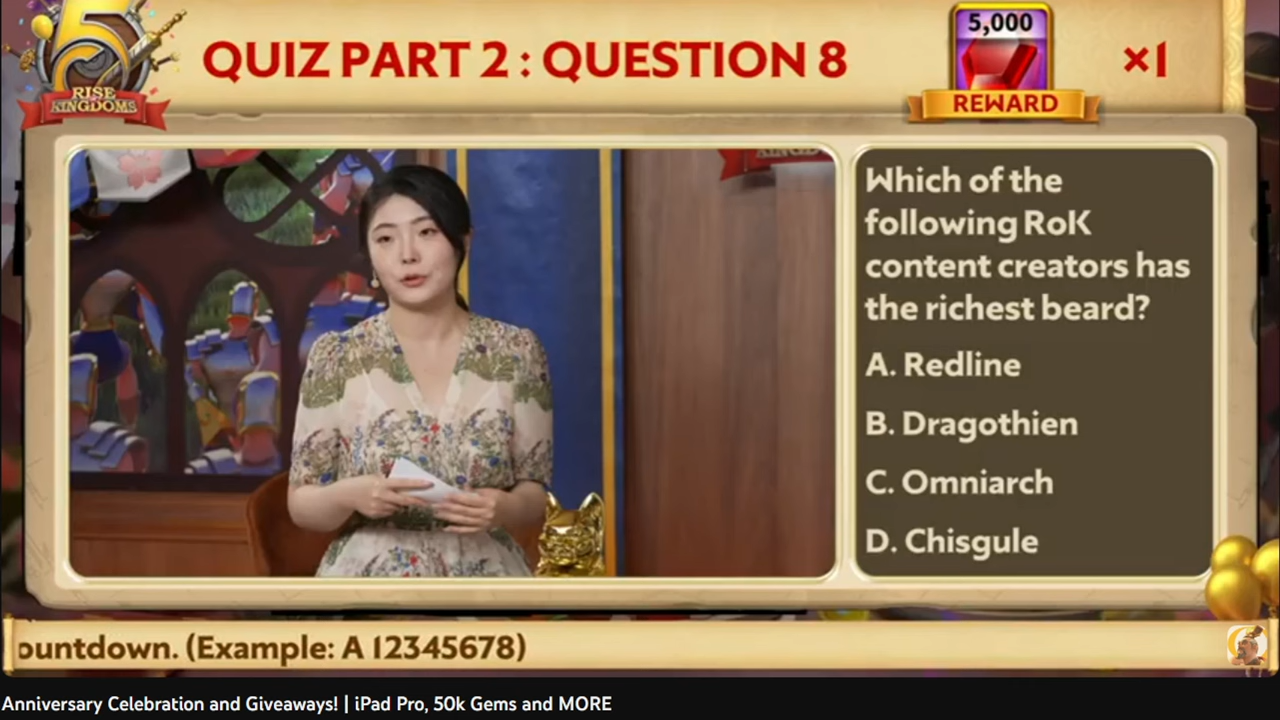 5
RISE
OF
KINGDOMS
QUIZ PART 2 : QUESTION 8
5,000
REWARD
×1
KINGDOMS
Which of the
following RoK
content creators has
the richest beard?
A. Redline
B. Dragothien
C. Omniarch
D. Chisgule
ountdown. (Example: A 12345678)
Anniversary Celebration and Giveaways! | iPad Pro, 50k Gems and MORE